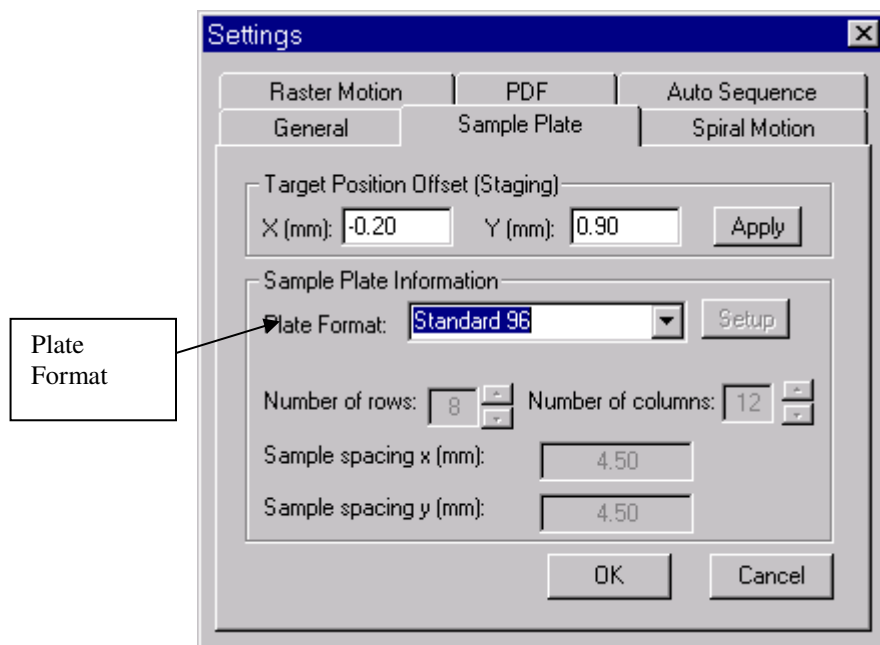 Settings
Raster Motion PDF Auto Sequence
General Sample Plate Spiral Motion
Target Position Offset (Staging)
X (mm): -0.20 Y (mm): 0.90 Apply
Sample Plate Information
Plate Format: Standard 96 Setup
Plate
Format
Number of rows: 8 Number of columns: 12
Sample spacing x (mm): 4.50
Sample spacing y (mm): 4.50
OK Cancel